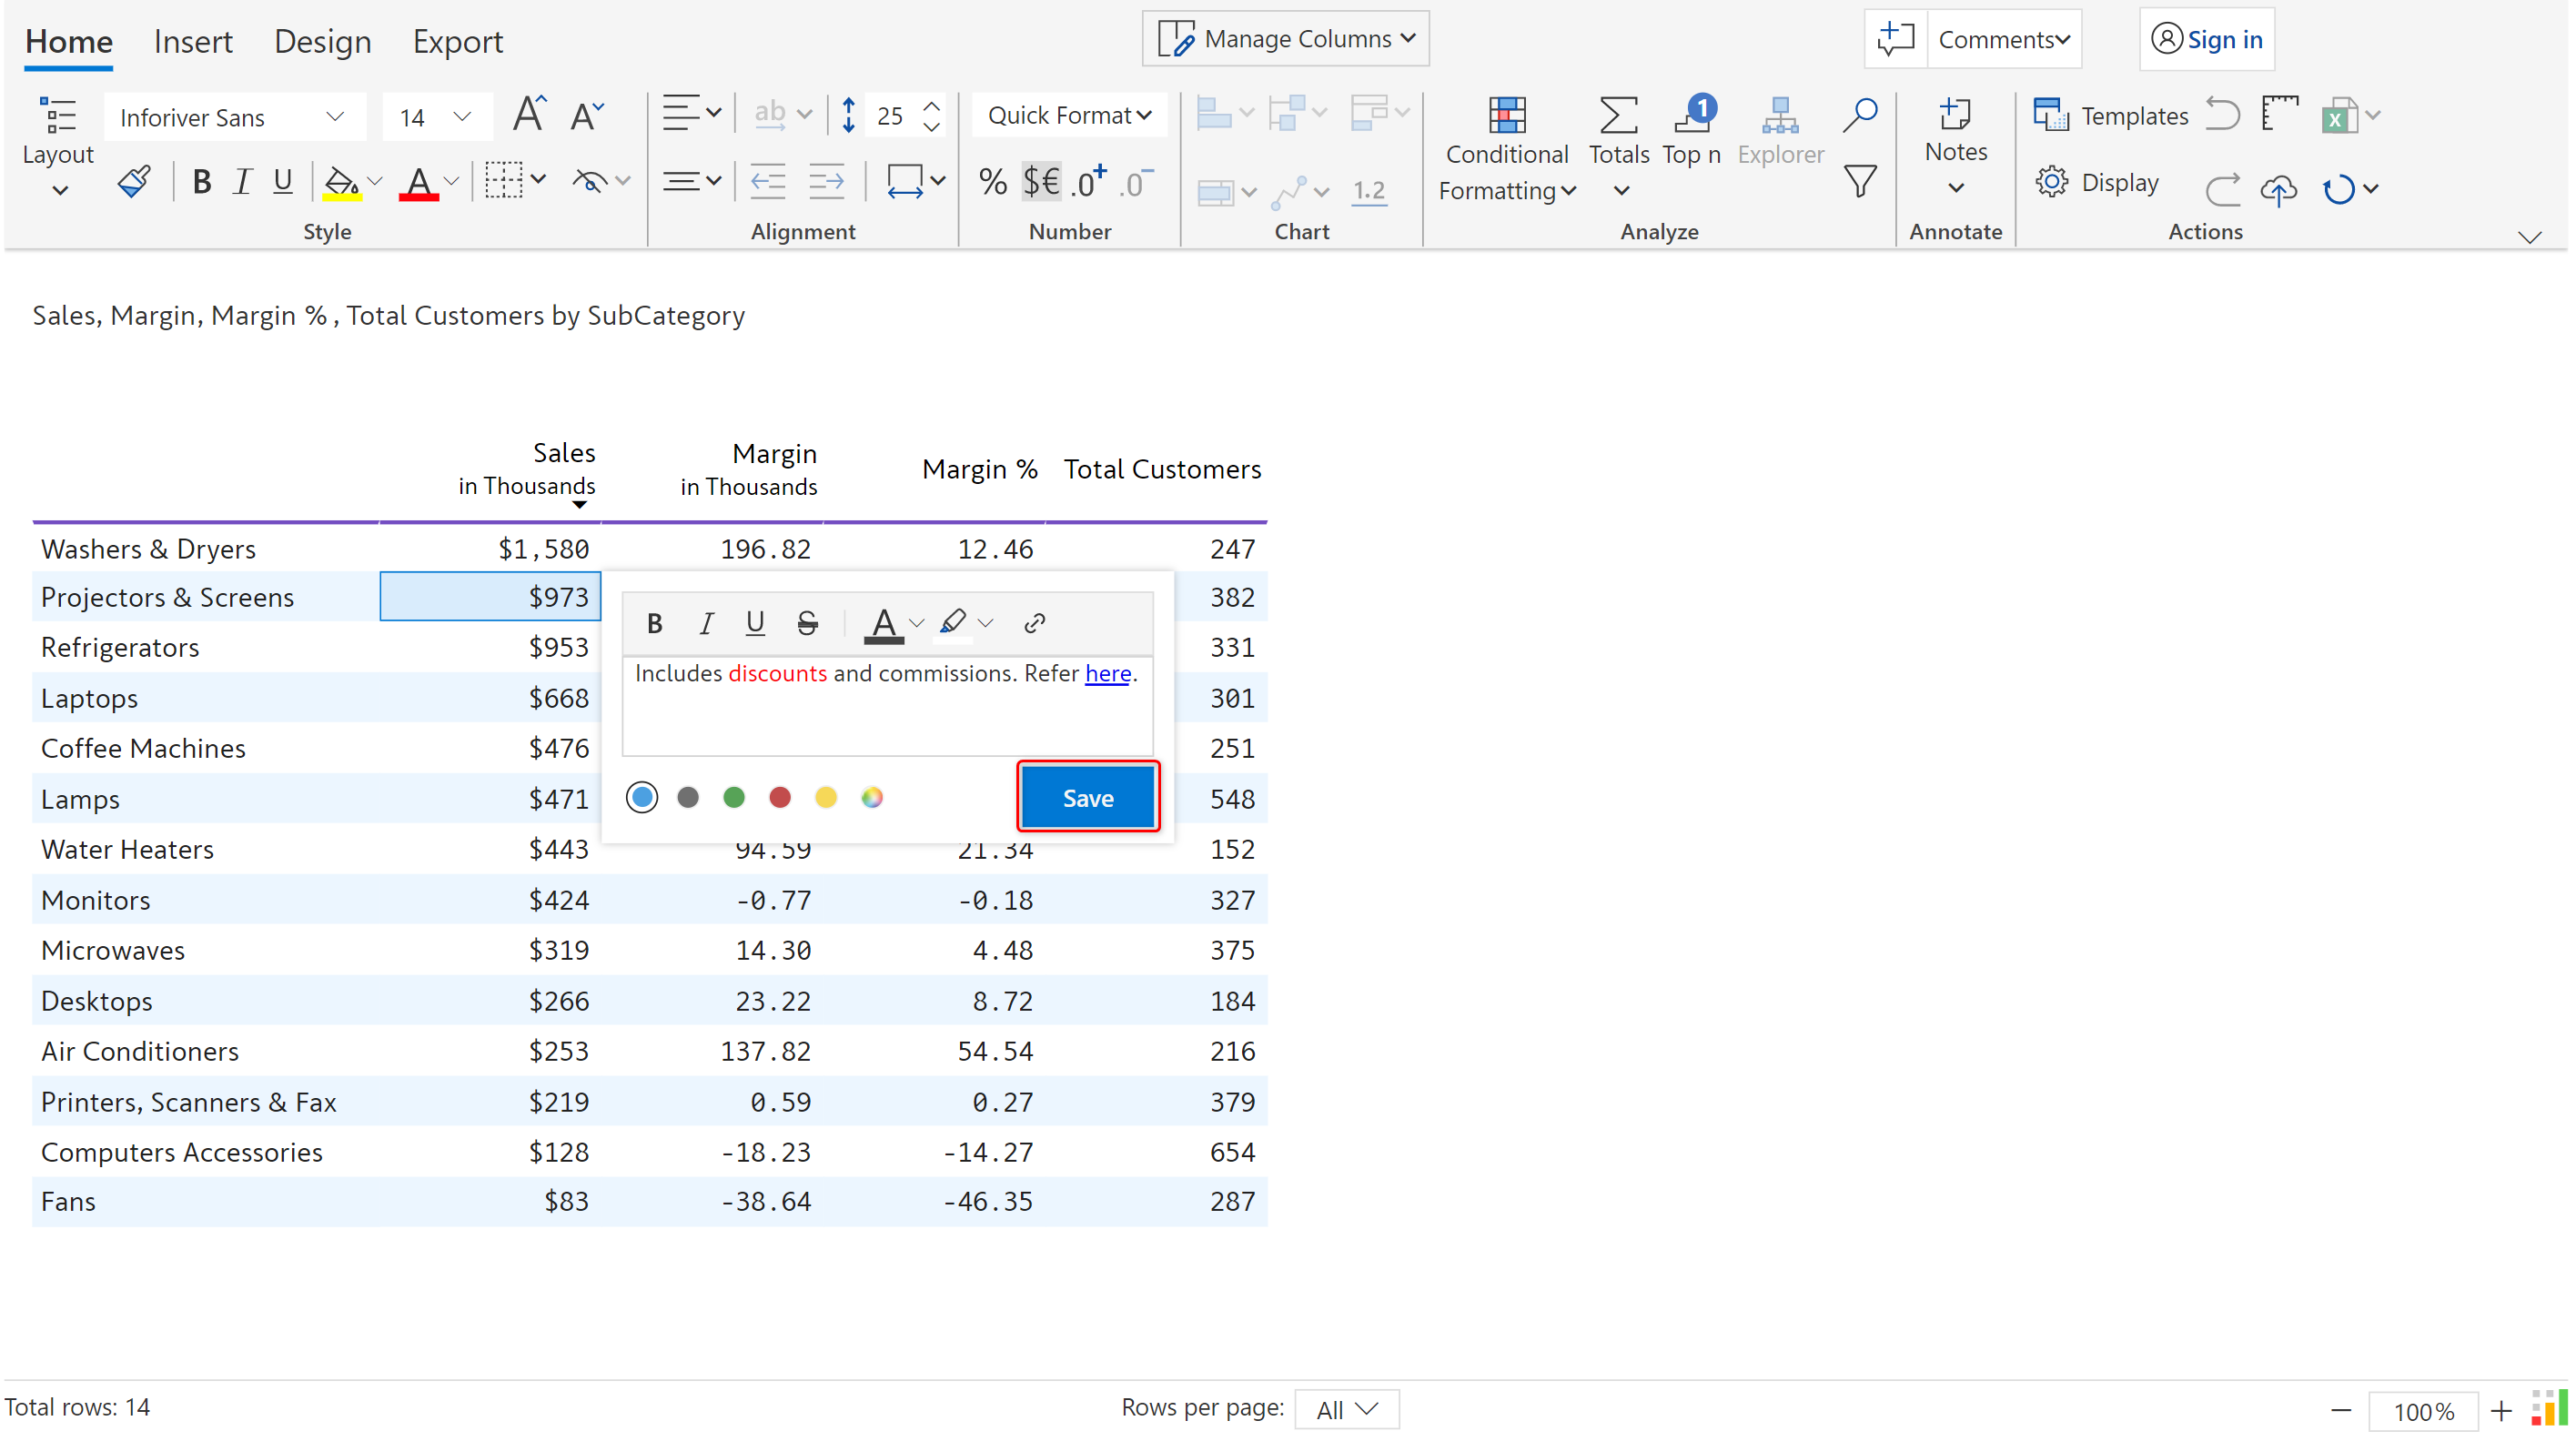 Home Insert Design Export Manage Columns Comments Sign in
Layout Inforiver Sans 14 A A ab 25 Quick Format Conditional Formatting Totals Top n 1 Explorer Notes Templates
B I U A % $€ .0+ .0- 1.2 Display
Style Alignment Number Chart Analyze Annotate Actions
Sales, Margin, Margin % , Total Customers by SubCategory
Sales in Thousands Margin in Thousands Margin % Total Customers
Washers & Dryers $1,580 196.82 12.46 247
Projectors & Screens $973 382
B I U S A
Refrigerators $953 331
Includes discounts and commissions. Refer here.
Laptops $668 301
Coffee Machines $476 251
Lamps $471 Save 548
Water Heaters $443 94.59 21.34 152
Monitors $424 -0.77 -0.18 327
Microwaves $319 14.30 4.48 375
Desktops $266 23.22 8.72 184
Air Conditioners $253 137.82 54.54 216
Printers, Scanners & Fax $219 0.59 0.27 379
Computers Accessories $128 -18.23 -14.27 654
Fans $83 -38.64 -46.35 287
Total rows: 14 Rows per page: All 100%